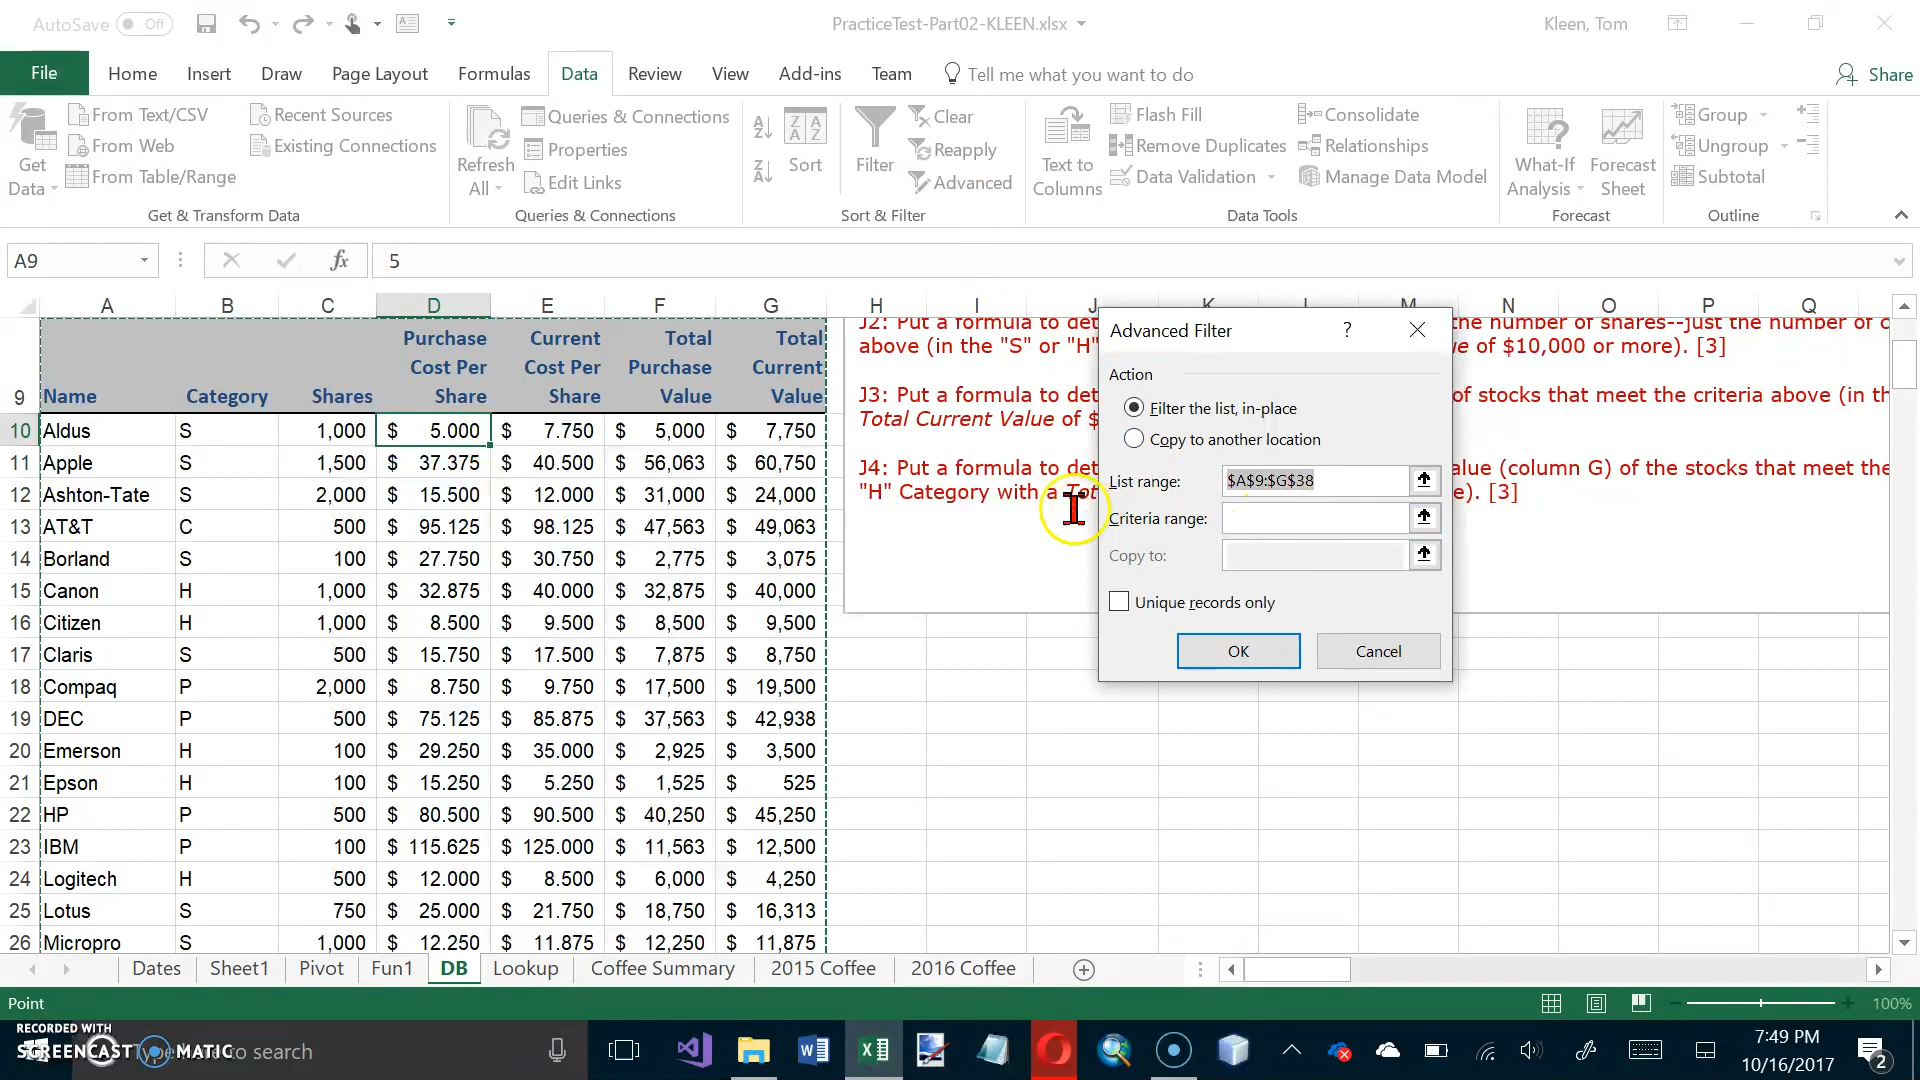 AutoSave Off
PracticeTest-Part02-KLEEN.xlsx
Kleen, Tom
File Home Insert Draw Page Layout Formulas Data Review View Add-ins Team Tell me what you want to do Share
Get Data
From Text/CSV
From Web
From Table/Range
Recent Sources
Existing Connections
Get & Transform Data
Refresh All
Queries & Connections
Properties
Edit Links
Queries & Connections
Sort
Filter
Clear
Reapply
Advanced
Sort & Filter
Text to Columns
Flash Fill
Remove Duplicates
Data Validation
Consolidate
Relationships
Manage Data Model
Data Tools
What-If Analysis
Forecast Sheet
Forecast
Group
Ungroup
Subtotal
Outline
A9 fx 5
A B C D E F G H I J K L M N O P Q
9 Name Category Shares Purchase Cost Per Share Current Cost Per Share Total Purchase Value Total Current Value
10 Aldus S 1,000 $ 5.000 $ 7.750 $ 5,000 $ 7,750
11 Apple S 1,500 $ 37.375 $ 40.500 $ 56,063 $ 60,750
12 Ashton-Tate S 2,000 $ 15.500 $ 12.000 $ 31,000 $ 24,000
13 AT&T C 500 $ 95.125 $ 98.125 $ 47,563 $ 49,063
14 Borland S 100 $ 27.750 $ 30.750 $ 2,775 $ 3,075
15 Canon H 1,000 $ 32.875 $ 40.000 $ 32,875 $ 40,000
16 Citizen H 1,000 $ 8.500 $ 9.500 $ 8,500 $ 9,500
17 Claris S 500 $ 15.750 $ 17.500 $ 7,875 $ 8,750
18 Compaq P 2,000 $ 8.750 $ 9.750 $ 17,500 $ 19,500
19 DEC P 500 $ 75.125 $ 85.875 $ 37,563 $ 42,938
20 Emerson H 100 $ 29.250 $ 35.000 $ 2,925 $ 3,500
21 Epson H 100 $ 15.250 $ 5.250 $ 1,525 $ 525
22 HP P 500 $ 80.500 $ 90.500 $ 40,250 $ 45,250
23 IBM P 100 $ 115.625 $ 125.000 $ 11,563 $ 12,500
24 Logitech H 500 $ 12.000 $ 8.500 $ 6,000 $ 4,250
25 Lotus S 750 $ 25.000 $ 21.750 $ 18,750 $ 16,313
26 Micropro S 1,000 $ 12.250 $ 11.875 $ 12,250 $ 11,875
J2: Put a formula to det the number of shares--just the number of c
above (in the "S" or "H" of $10,000 or more). [3]
J3: Put a formula to det of stocks that meet the criteria above (in th
Total Current Value of $
J4: Put a formula to det alue (column G) of the stocks that meet the
"H" Category with a Tot e). [3]
Advanced Filter ?
Action
Filter the list, in-place
Copy to another location
List range: $A$9:$G$38
Criteria range:
Copy to:
Unique records only
OK Cancel
Dates Sheet1 Pivot Fun1 DB Lookup Coffee Summary 2015 Coffee 2016 Coffee
Point 100%
RECORDED WITH
SCREENCAST MATIC
Type here to search
7:49 PM
10/16/2017
2